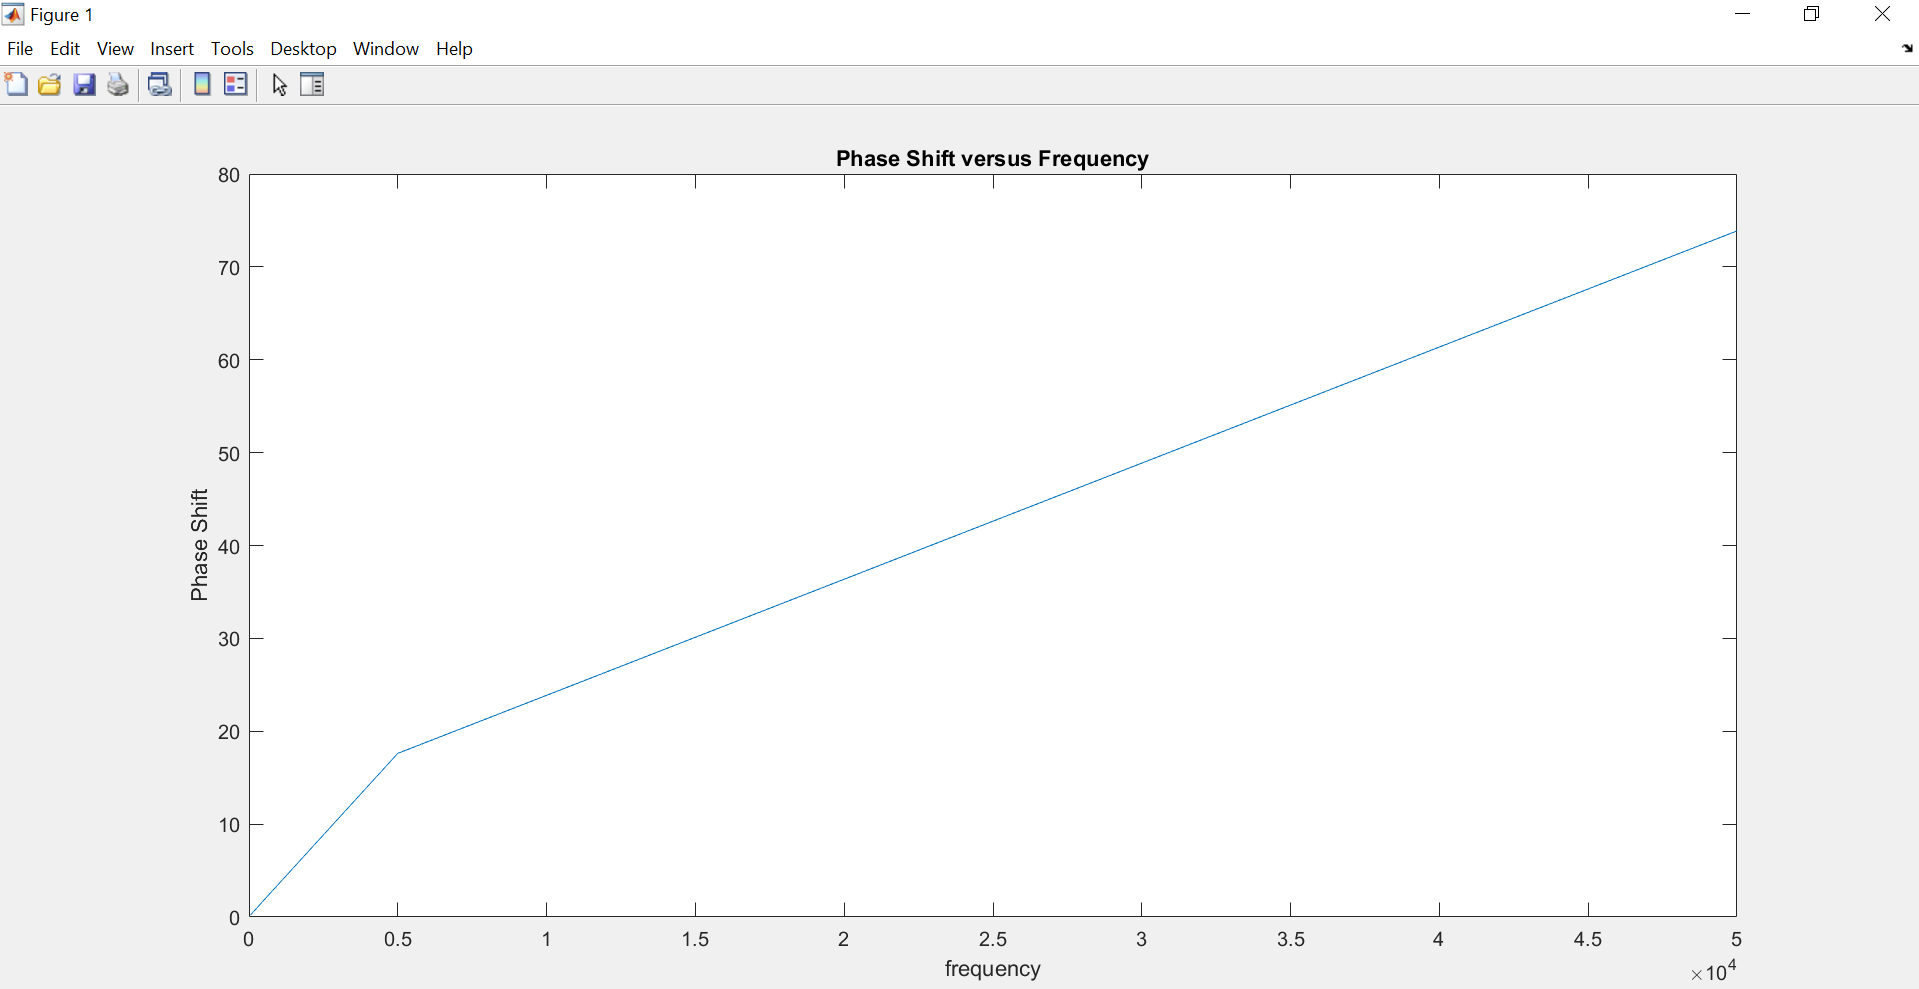 Figure 1
File Edit View Insert Tools Desktop Window Help
Phase Shift versus Frequency
80
70
60
50
40
30
20
10
0
Phase Shift
0 0.5 1 1.5 2 2.5 3 3.5 4 4.5 5
frequency
×10⁴